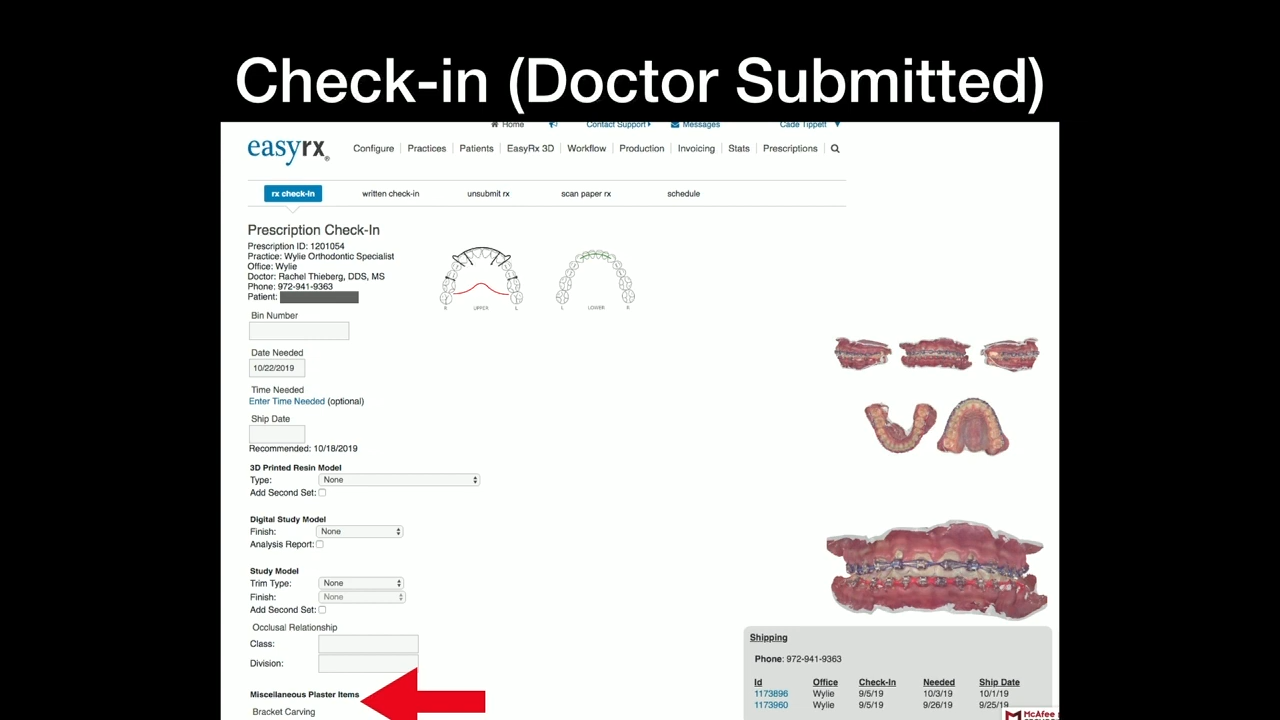 Check-in (Doctor Submitted)
Home Contact Support Messages Cade Tippett
easyrx®
Configure Practices Patients EasyRx 3D Workflow Production Invoicing Stats Prescriptions
rx check-in written check-in unsubmit rx scan paper rx schedule
Prescription Check-In
Prescription ID: 1201054
Practice: Wylie Orthodontic Specialist
Office: Wylie
Doctor: Rachel Thieberg, DDS, MS
Phone: 972-941-9363
Patient:
R UPPER L
L LOWER R
Bin Number
Date Needed
10/22/2019
Time Needed
Enter Time Needed (optional)
Ship Date
Recommended: 10/18/2019
3D Printed Resin Model
Type: None
Add Second Set:
Digital Study Model
Finish: None
Analysis Report:
Study Model
Trim Type: None
Finish: None
Add Second Set:
Occlusal Relationship
Class:
Division:
Miscellaneous Plaster Items
Bracket Carving
Shipping
Phone: 972-941-9363
Id Office Check-In Needed Ship Date
1173896 Wylie 9/5/19 10/3/19 10/1/19
1173960 Wylie 9/5/19 9/26/19 9/25/19
McAfee